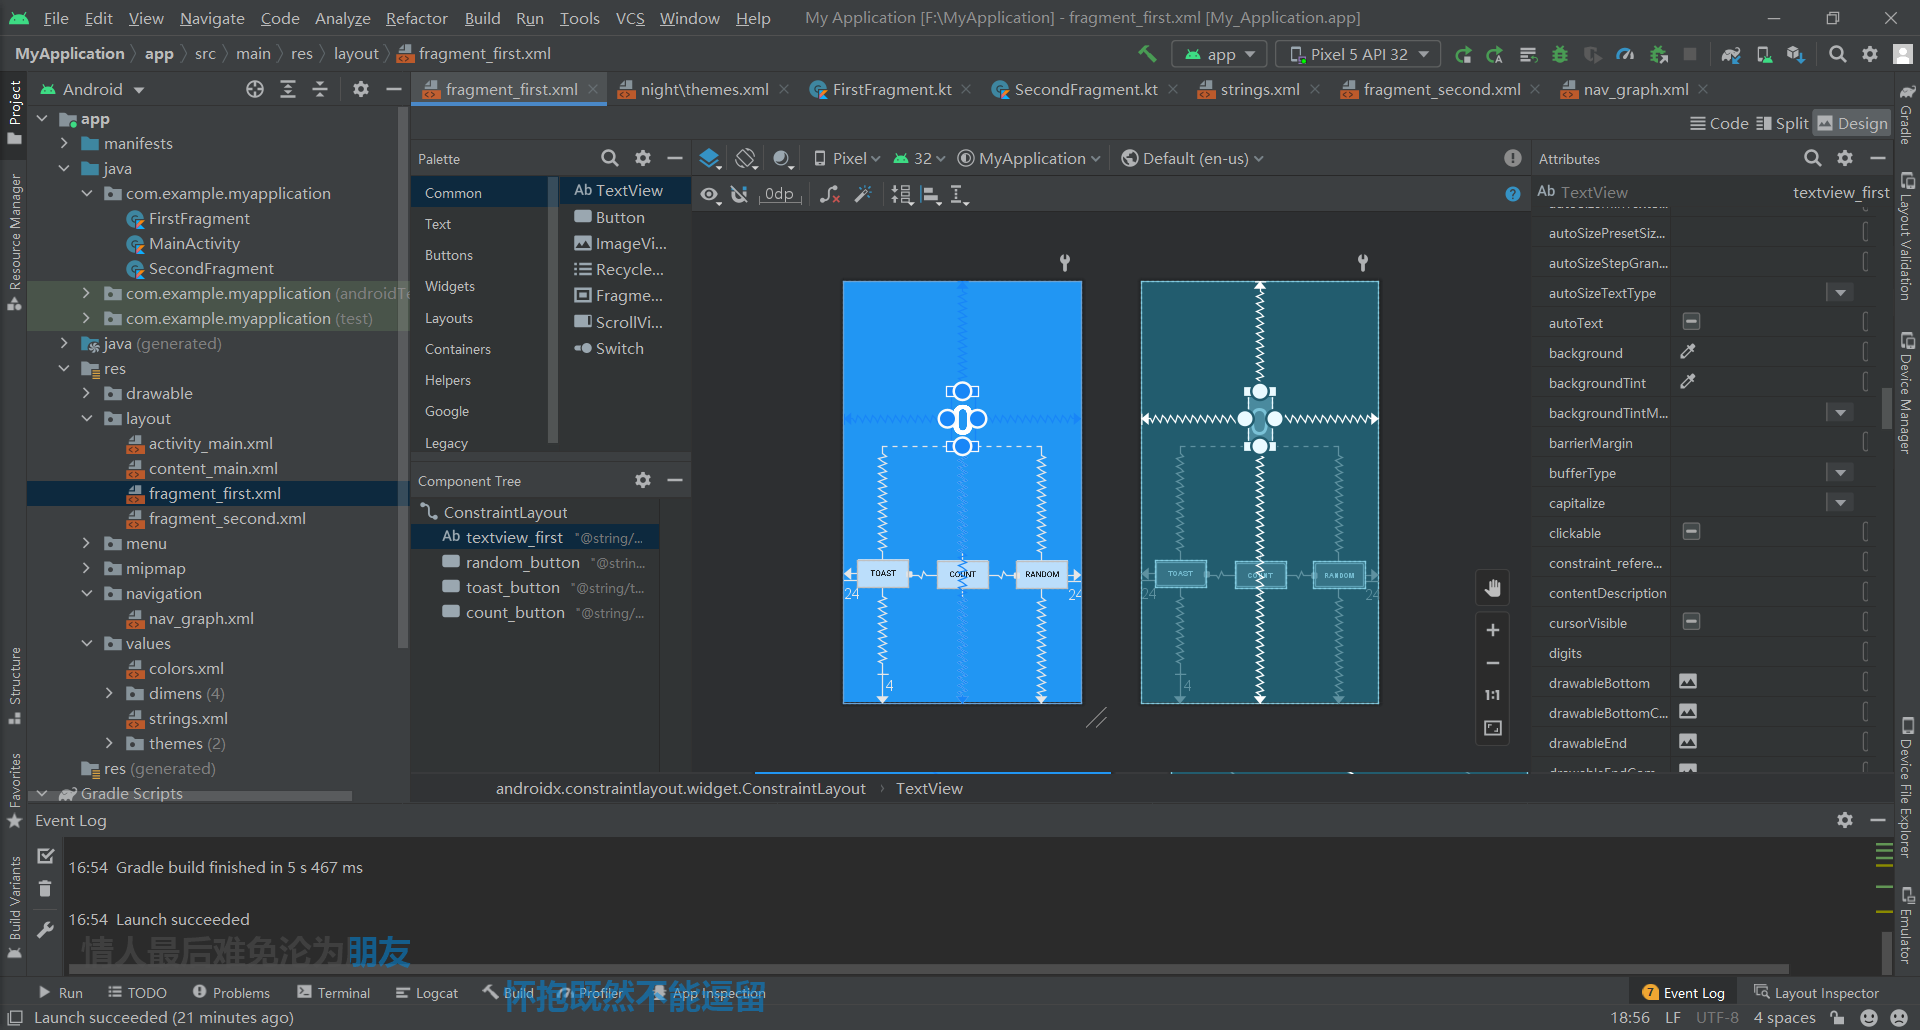 File Edit View Navigate Code Analyze Refactor Build Run Tools VCS Window Help My Application [F:\MyApplication] - fragment_first.xml [My_Application.app]
MyApplication app src main res layout fragment_first.xml app Pixel 5 API 32
Project
Resource Manager
Structure
Favorites
Build Variants
Android
app
manifests
java
com.example.myapplication
FirstFragment
MainActivity
SecondFragment
com.example.myapplication (androidTe
com.example.myapplication (test)
java (generated)
res
drawable
layout
activity_main.xml
content_main.xml
fragment_first.xml
fragment_second.xml
menu
mipmap
navigation
nav_graph.xml
values
colors.xml
dimens (4)
strings.xml
themes (2)
res (generated)
Gradle Scripts
fragment_first.xml night\themes.xml FirstFragment.kt SecondFragment.kt strings.xml fragment_second.xml nav_graph.xml
Code Split Design
Palette
Common
Text
Buttons
Widgets
Layouts
Containers
Helpers
Google
Legacy
Ab TextView
Button
ImageVi...
Recycle...
Fragme...
ScrollVi...
Switch
Component Tree
ConstraintLayout
Ab textview_first "@string/...
random_button "@strin...
toast_button "@string/t...
count_button "@string/...
Pixel 32 MyApplication Default (en-us)
0dp
0
TOAST COUNT RANDOM
24 24
4
TOAST COUNT RANDOM
24 24
4
1:1
androidx.constraintlayout.widget.ConstraintLayout TextView
Attributes
Ab TextView textview_first
autoSizePresetSiz...
autoSizeStepGran...
autoSizeTextType
autoText
background
backgroundTint
backgroundTintM...
barrierMargin
bufferType
capitalize
clickable
constraint_refere...
contentDescription
cursorVisible
digits
drawableBottom
drawableBottomC...
drawableEnd
Gradle
Layout Validation
Device Manager
Device File Explorer
Emulator
Event Log
16:54 Gradle build finished in 5 s 467 ms
16:54 Launch succeeded
情人最后难免沦为朋友
怀抱既然不能逗留
Run TODO Problems Terminal Logcat Build Profiler App Inspection 7 Event Log Layout Inspector
Launch succeeded (21 minutes ago) 18:56 LF UTF-8 4 spaces